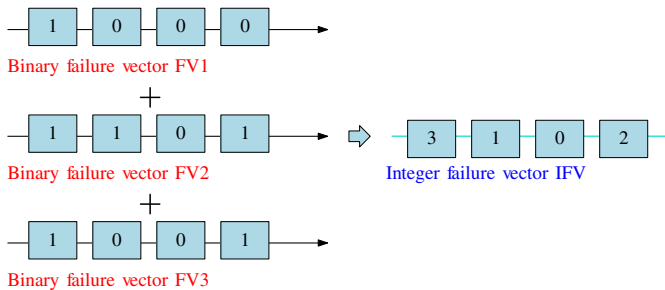 1 0 0 0
Binary failure vector FV1
+
1 1 0 1
Binary failure vector FV2
+
1 0 0 1
Binary failure vector FV3
3 1 0 2
Integer failure vector IFV